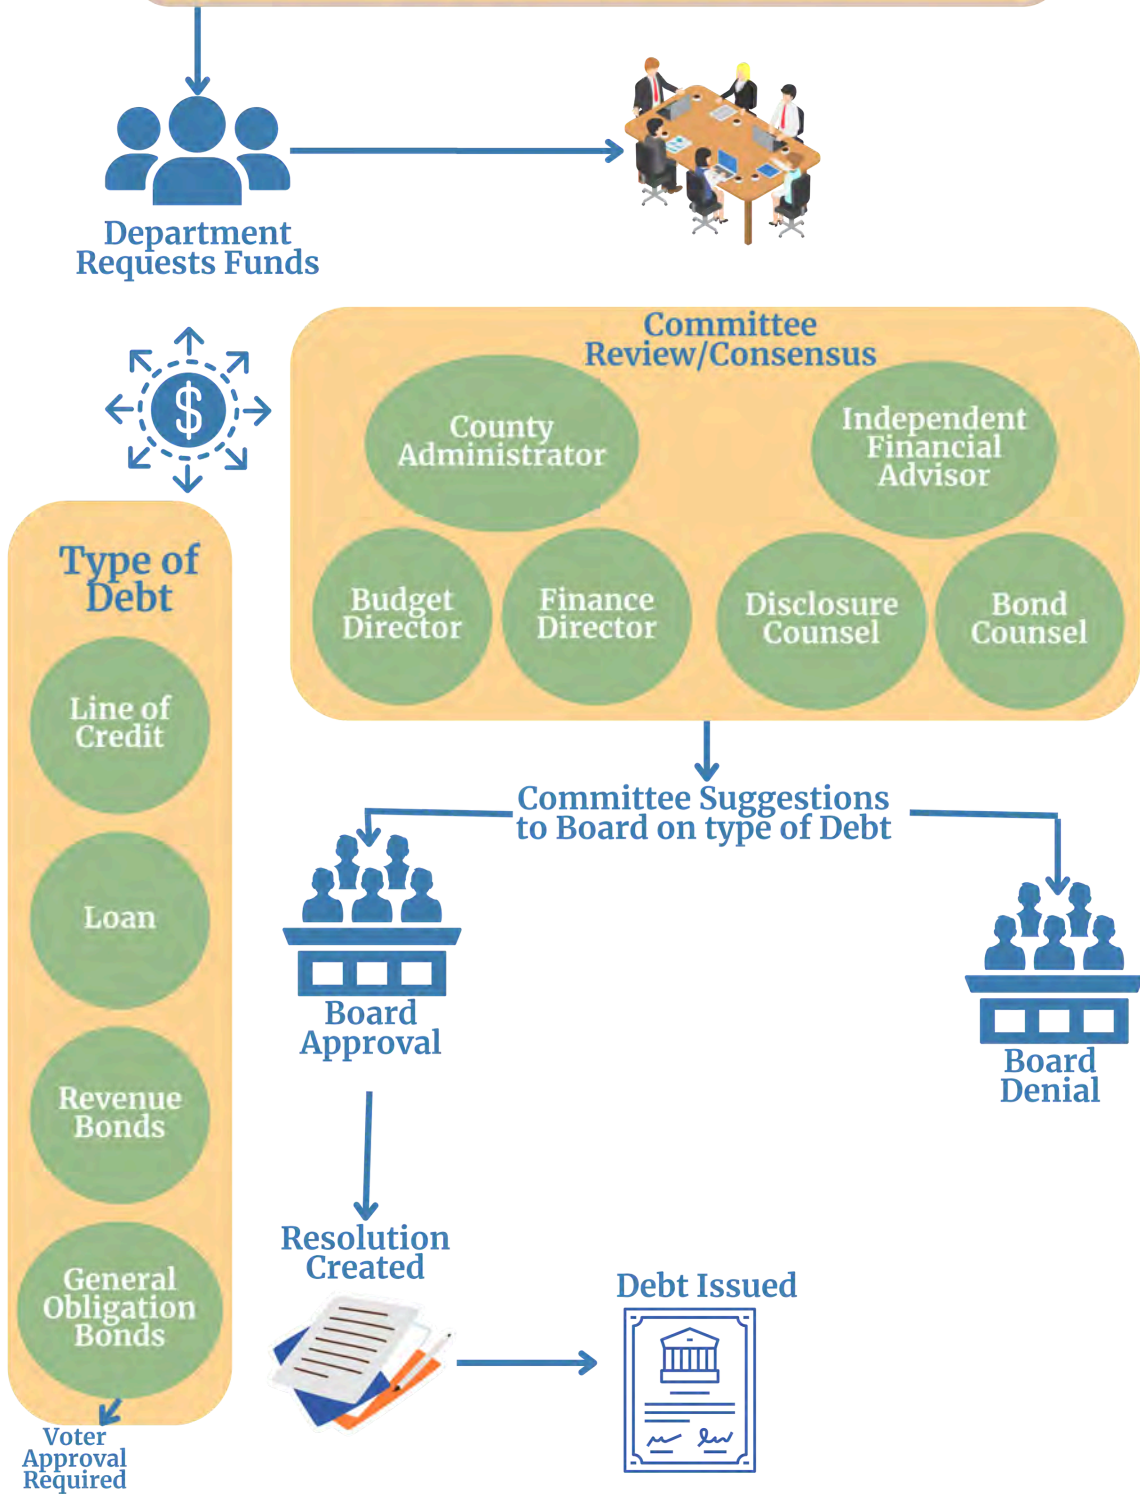 Department
Requests Funds
Committee
Review/Consensus
County
Administrator
Independent
Financial
Advisor
Budget
Director
Finance
Director
Disclosure
Counsel
Bond
Counsel
Type of
Debt
Line of
Credit
Loan
Revenue
Bonds
General
Obligation
Bonds
Voter
Approval
Required
Committee Suggestions
to Board on type of Debt
Board
Approval
Board
Denial
Resolution
Created
Debt Issued
$